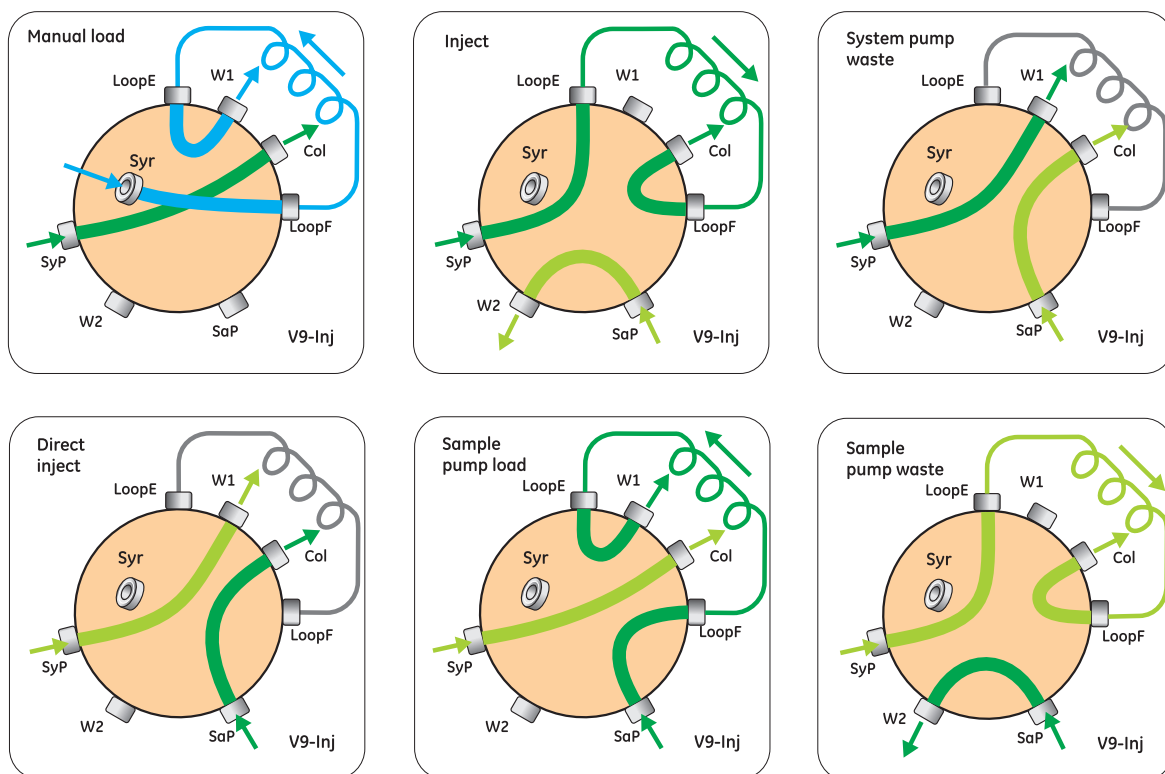 Manual load
LoopE
W1
Syr
Col
LoopF
SyP
W2
SaP
V9-Inj
Inject
LoopE
W1
Syr
Col
LoopF
SyP
W2
SaP
V9-Inj
System pump
waste
LoopE
W1
Syr
Col
LoopF
SyP
W2
SaP
V9-Inj
Direct
inject
LoopE
W1
Syr
Col
LoopF
SyP
W2
SaP
V9-Inj
Sample
pump load
LoopE
W1
Syr
Col
LoopF
SyP
W2
SaP
V9-Inj
Sample
pump waste
LoopE
W1
Syr
Col
LoopF
SyP
W2
SaP
V9-Inj